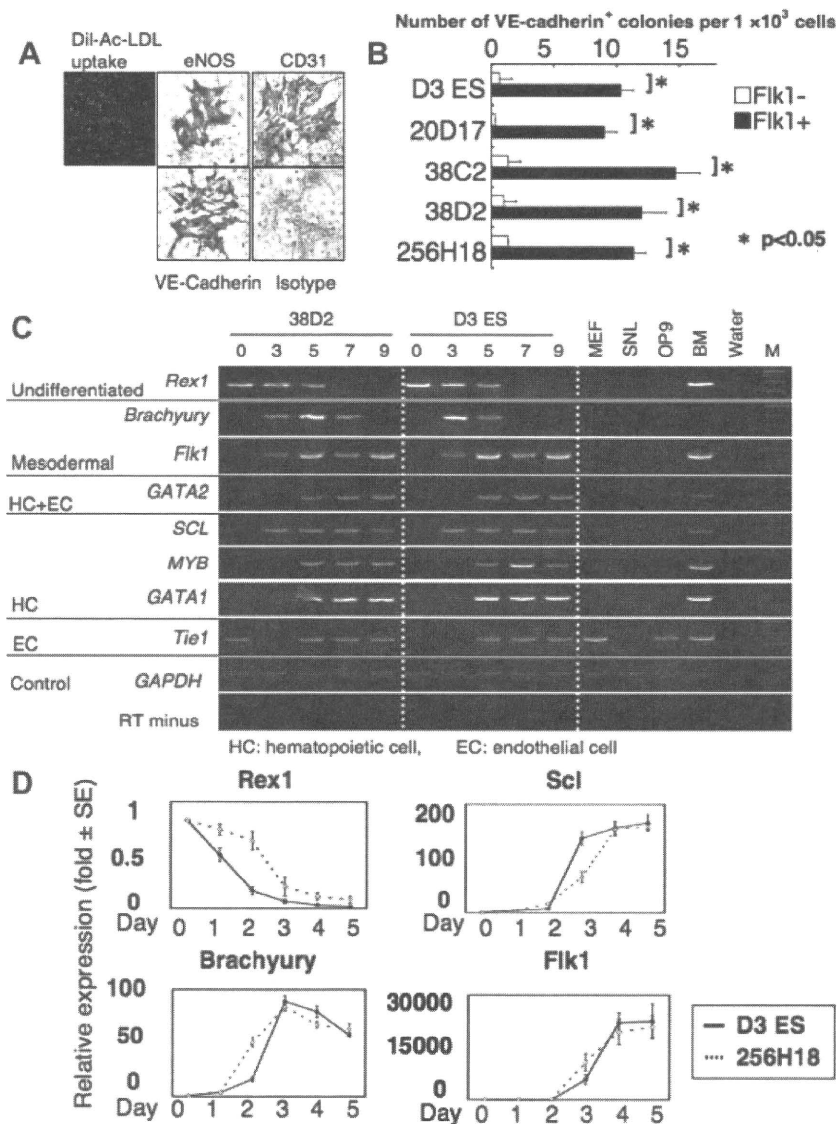 A
Dil-Ac-LDL uptake
eNOS
CD31
VE-Cadherin
Isotype
B
Number of VE-cadherin⁺ colonies per 1 ×10³ cells
0 5 10 15
D3 ES
20D17
38C2
38D2
256H18
] *
] *
] *
] *
] *
Flk1-
Flk1+
* p<0.05
C
38D2
D3 ES
0 3 5 7 9 0 3 5 7 9 MEF SNL OP9 BM Water M
Undifferentiated Rex1
Brachyury
Mesodermal Flk1
HC+EC GATA2
SCL
MYB
HC GATA1
EC Tie1
Control GAPDH
RT minus
HC: hematopoietic cell, EC: endothelial cell
D
Relative expression (fold ± SE)
Rex1
1
0.5
0
Day 0 1 2 3 4 5
Scl
200
100
0
Day 0 1 2 3 4 5
Brachyury
100
50
0
Day 0 1 2 3 4 5
Flk1
30000
15000
0
Day 0 1 2 3 4 5
D3 ES
256H18